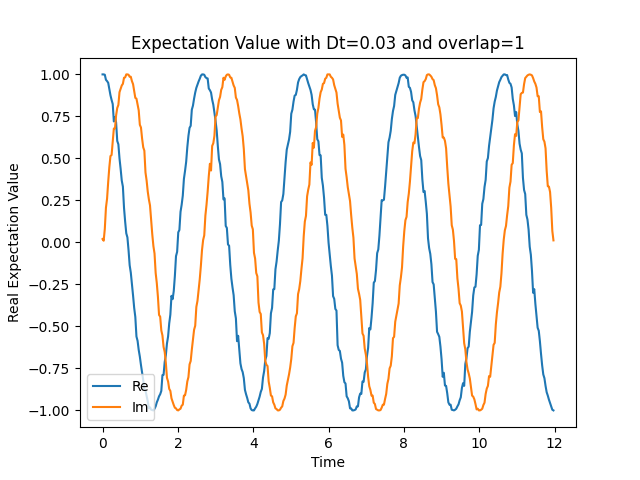 Expectation Value with Dt=0.03 and overlap=1
Real Expectation Value
1.00
0.75
0.50
0.25
0.00
−0.25
−0.50
−0.75
−1.00
Re
Im
0 2 4 6 8 10 12
Time